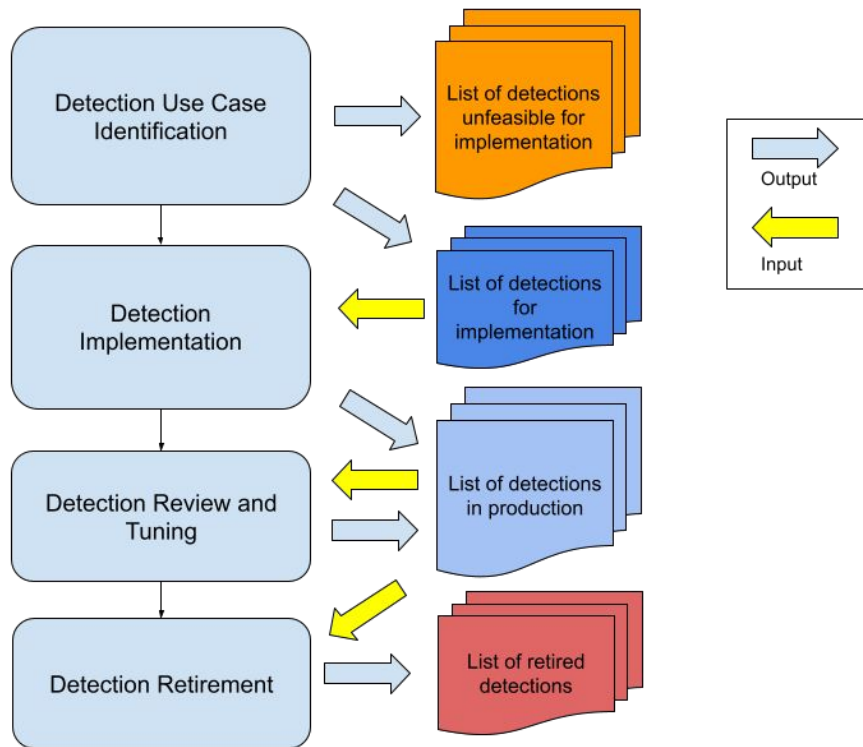 Detection Use Case
Identification
List of detections
unfeasible for
implementation
Output
Input
Detection
Implementation
List of detections
for
implementation
Detection Review and
Tuning
List of detections
in production
Detection Retirement
List of retired
detections